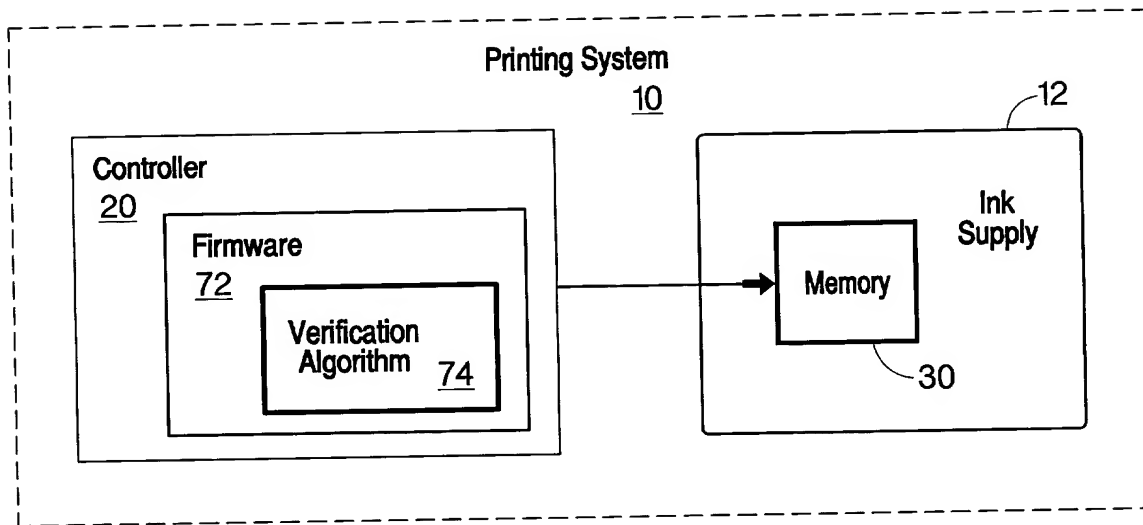 Printing System
10
12
Controller
20
Ink
Supply
Firmware
72
Memory
Verification
Algorithm
74
30